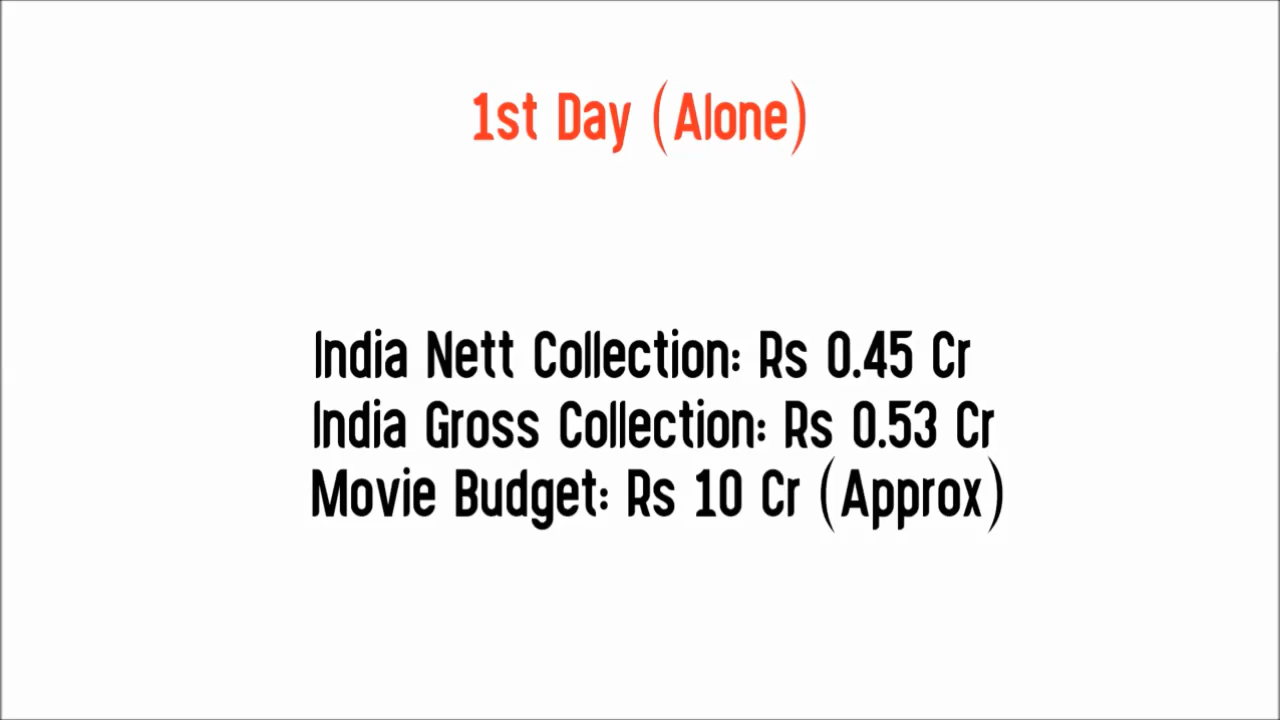 1st Day (Alone)
India Nett Collection: Rs 0.45 Cr
India Gross Collection: Rs 0.53 Cr
Movie Budget: Rs 10 Cr (Approx)